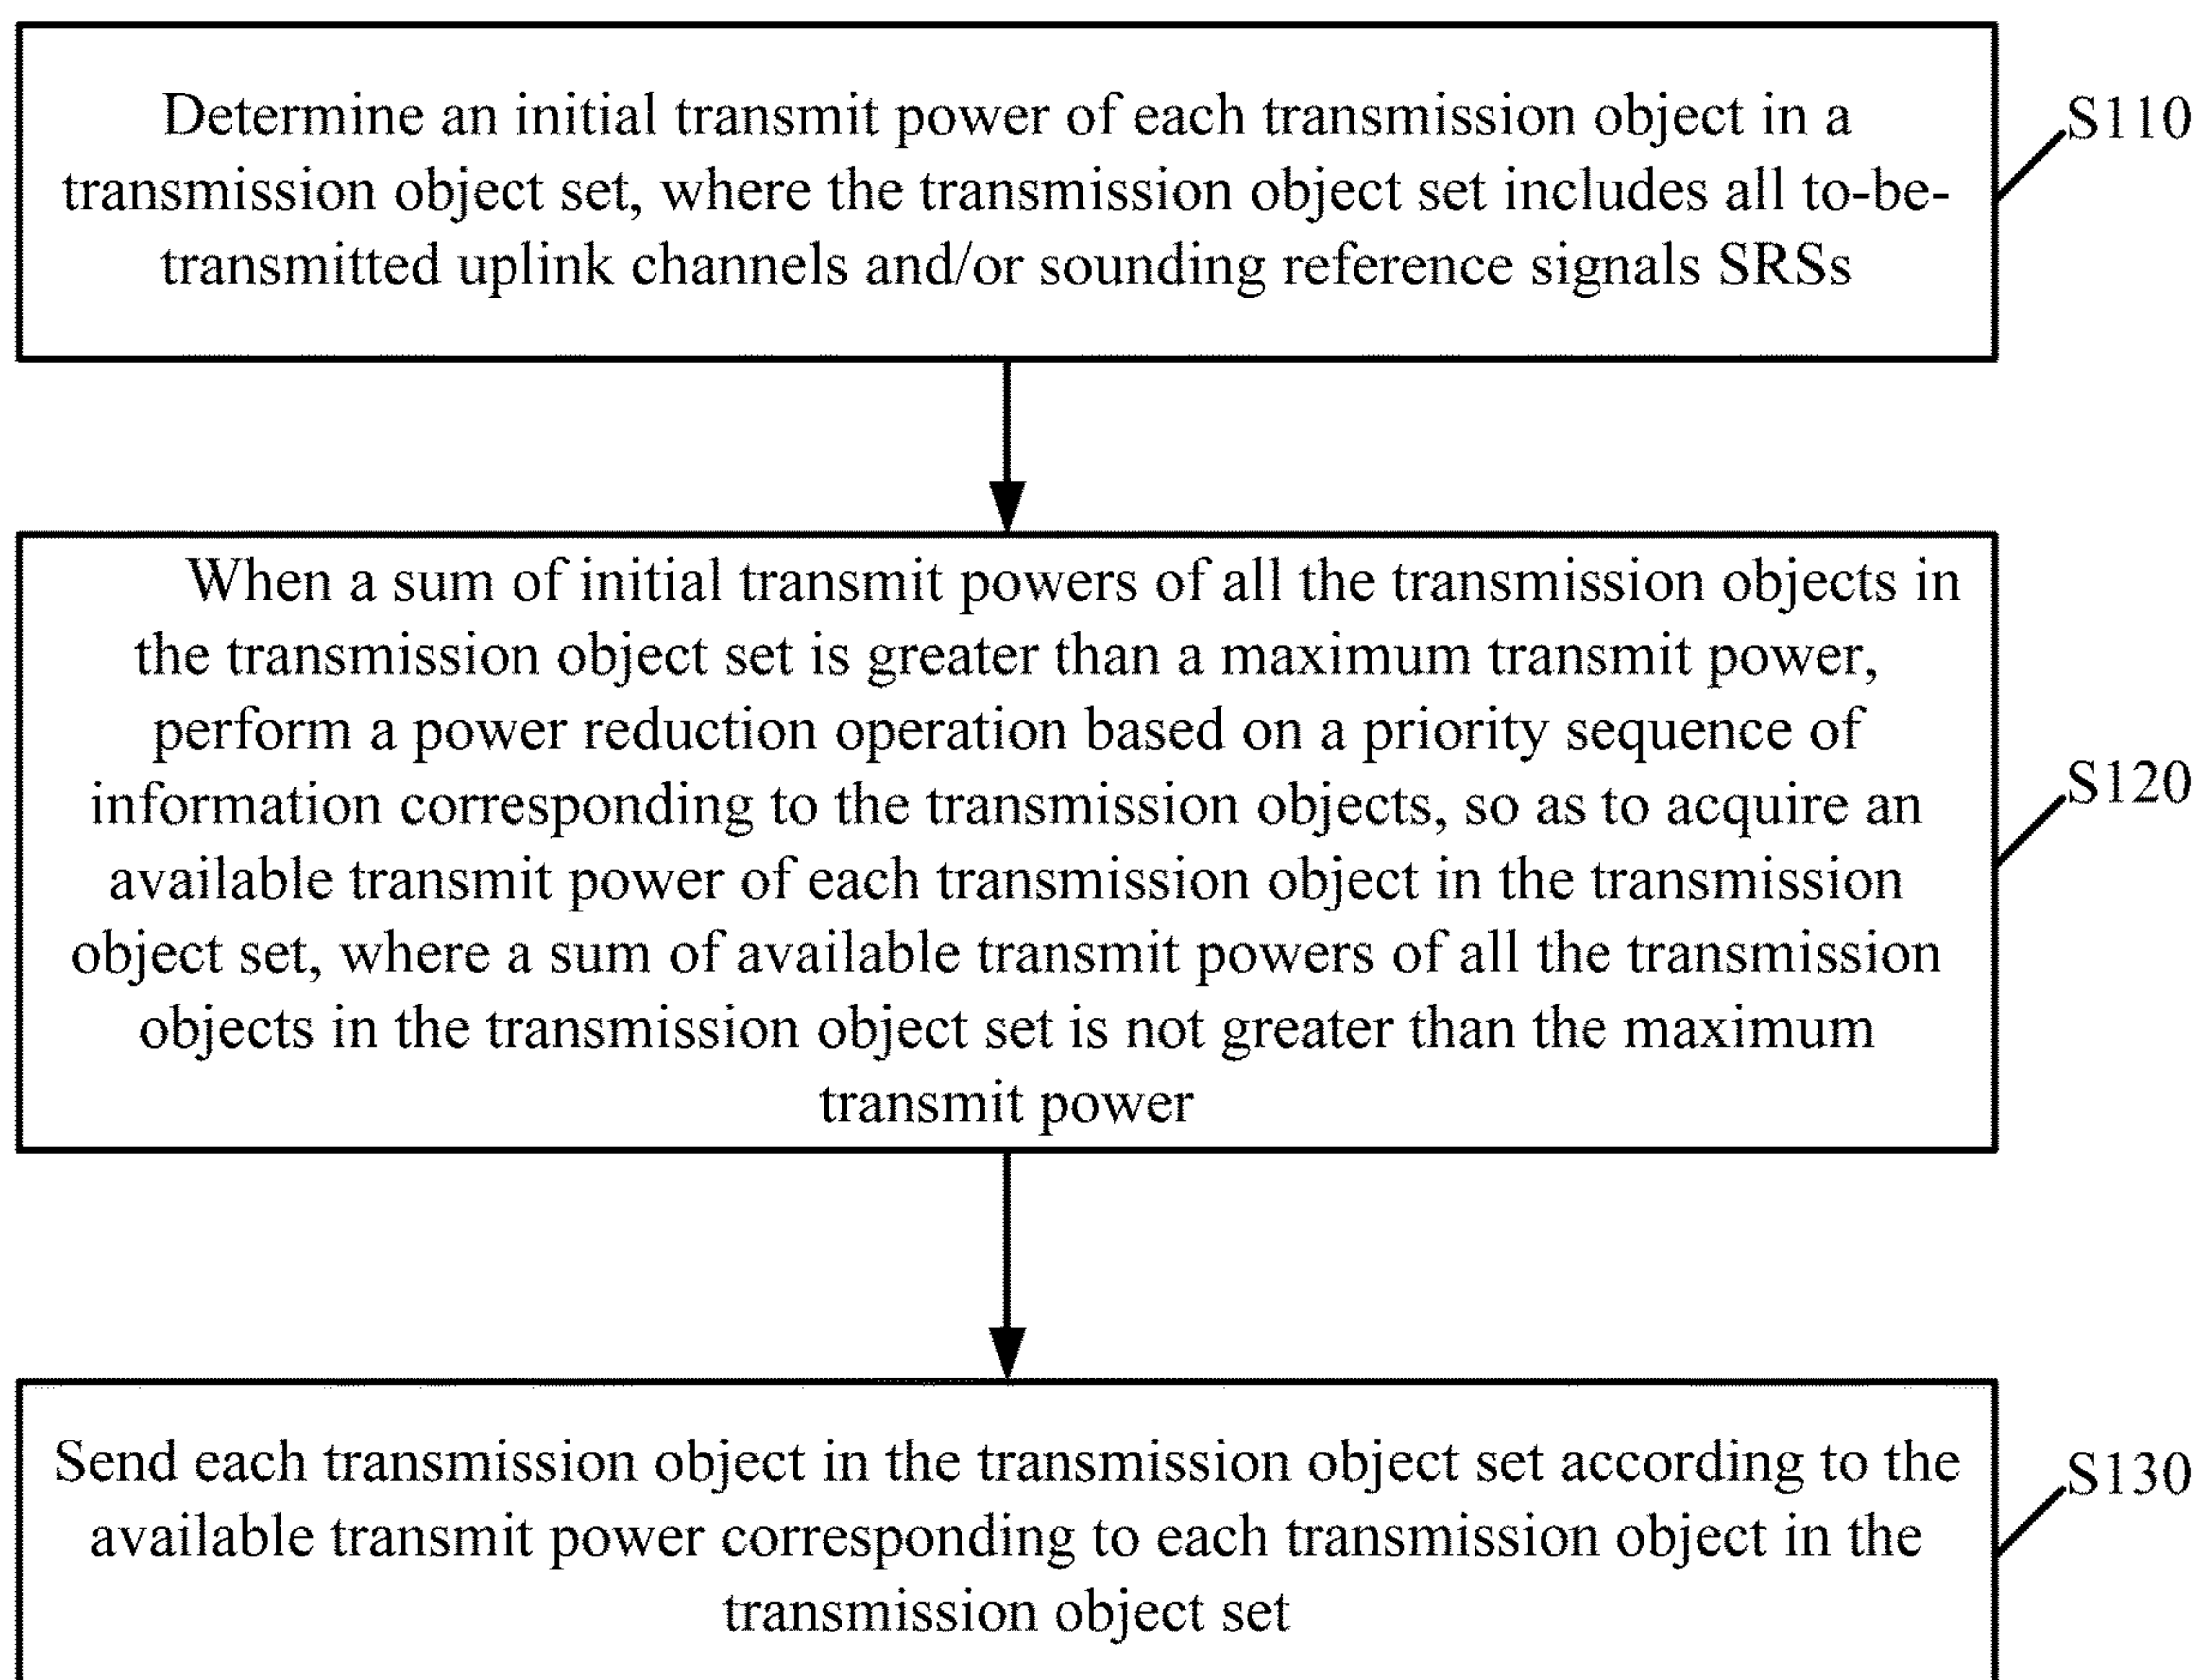 Determine an initial transmit power of each transmission object in a
transmission object set, where the transmission object set includes all to-be-
transmitted uplink channels and/or sounding reference signals SRSs
S110
When a sum of initial transmit powers of all the transmission objects in
the transmission object set is greater than a maximum transmit power,
perform a power reduction operation based on a priority sequence of
information corresponding to the transmission objects, so as to acquire an
available transmit power of each transmission object in the transmission
object set, where a sum of available transmit powers of all the transmission
objects in the transmission object set is not greater than the maximum
transmit power
S120
Send each transmission object in the transmission object set according to the
available transmit power corresponding to each transmission object in the
transmission object set
S130